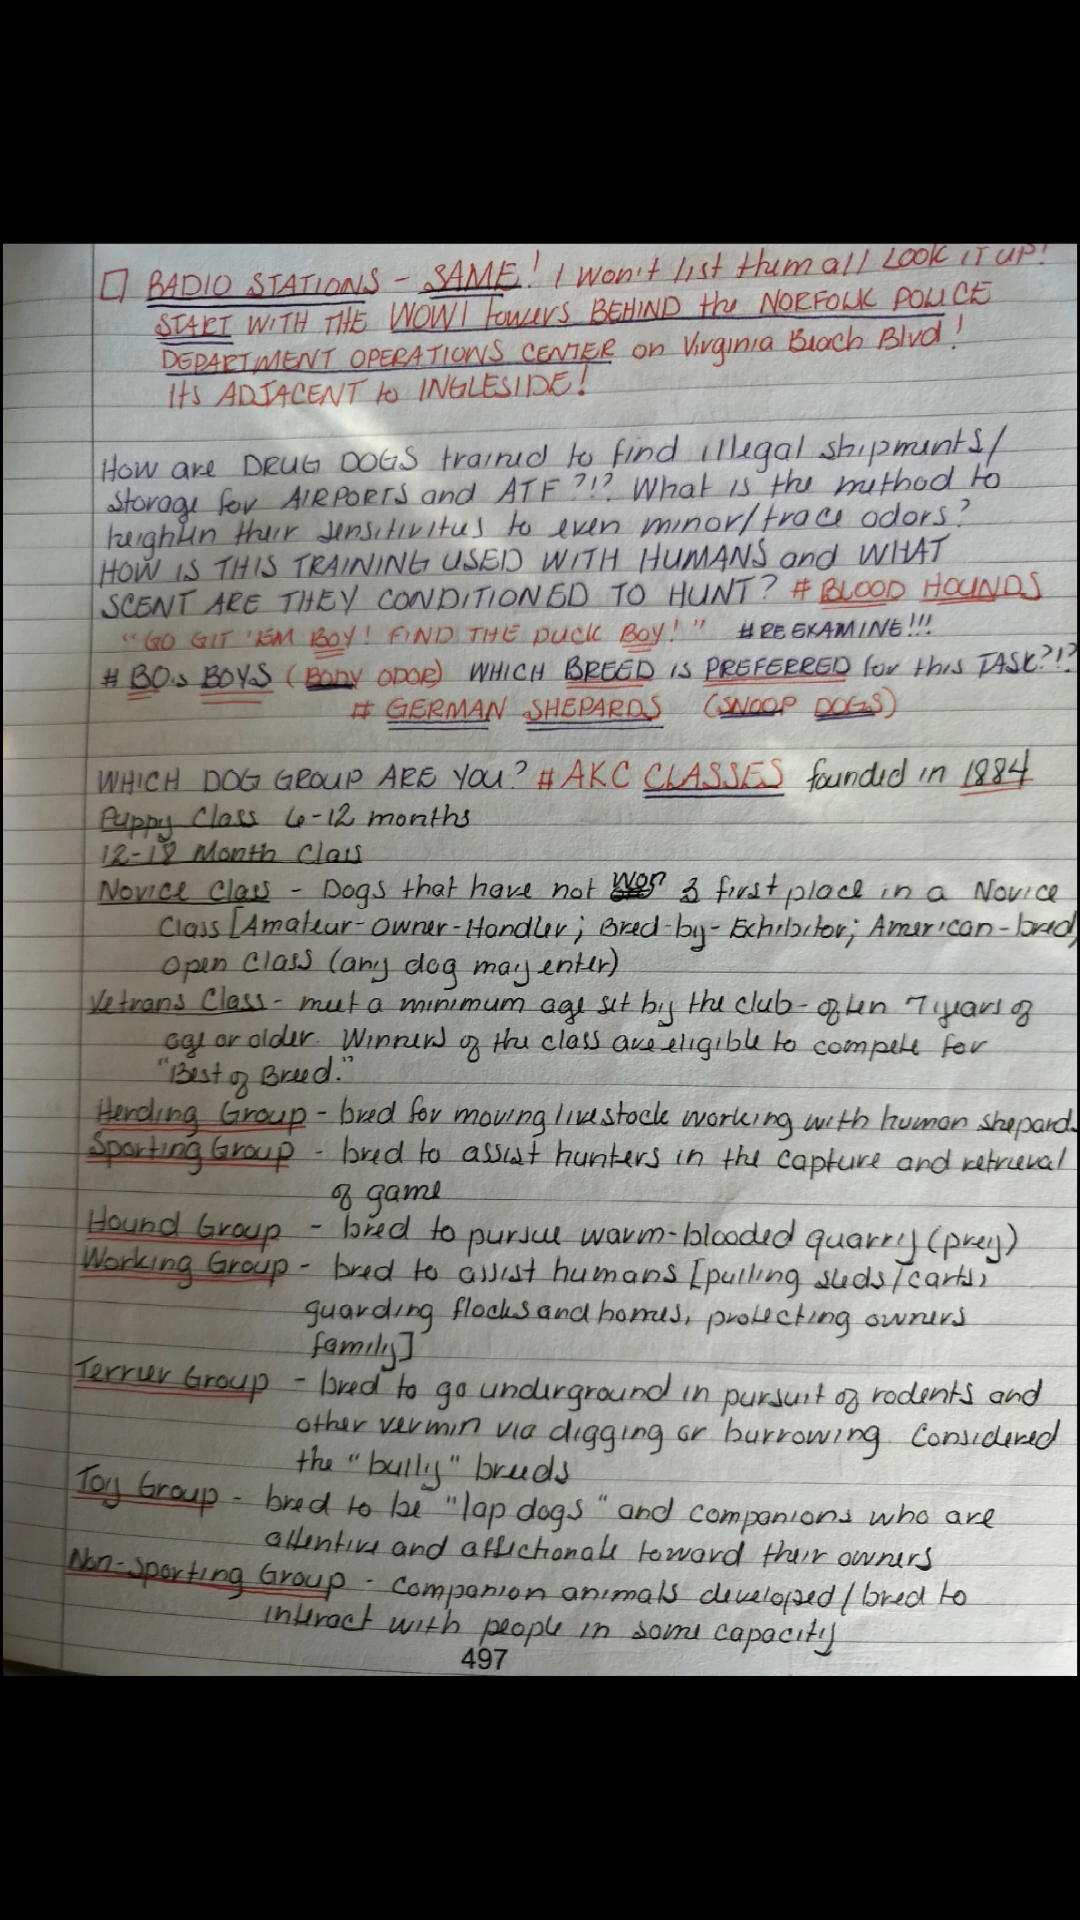 □ RADIO STATIONS - SAME! I won't list them all LOOK IT UP!
START WITH THE WOWI towers BEHIND the NORFOLK POLICE
DEPARTMENT OPERATIONS CENTER on Virginia Beach Blvd!
Its ADJACENT to INGLESIDE!
HOW are DRUG DOGS trained to find illegal shipments/
storage for AIRPORTS and ATF?!? What is the method to
heighten their sensitivities to even minor/trace odors?
HOW IS THIS TRAINING USED WITH HUMANS and WHAT
SCENT ARE THEY CONDITIONED TO HUNT? # BLOOD HOUNDS
"GO GIT 'EM BOY! FIND THE DUCK BOY!" #REEXAMINE!!!
# BO.s BOYS (BODY ODOR) WHICH BREED is PREFERRED for this TASK?!?
# GERMAN SHEPARDS (SNOOP DOGS)
WHICH DOG GROUP ARE YOU? # AKC CLASSES founded in 1884
Puppy Class 6-12 months
12-18 Month Class
Novice Class - Dogs that have not won 3 first place in a Novice
Class [Amateur-Owner-Handler; Bred-by-Exhibitor; American-bred;
Open Class (any dog may enter)
Vetrans Class - meet a minimum age set by the club - often 7 years of
age or older. Winners of the class are eligible to compete for
"Best of Breed."
Herding Group - bred for moving livestock working with human shepard.
Sporting Group - bred to assist hunters in the capture and retrieval
of game
Hound Group - bred to pursue warm-blooded quarry (prey)
Working Group - bred to assist humans [pulling sleds/carts,
guarding flocks and homes, protecting owners
family]
Terrier Group - bred to go underground in pursuit of rodents and
other vermin via digging or burrowing. Considered
the "bully" breeds
Toy Group - bred to be "lap dogs" and companions who are
attentive and affectionate toward their owners
Non-Sporting Group - companion animals developed/bred to
interact with people in some capacity
497